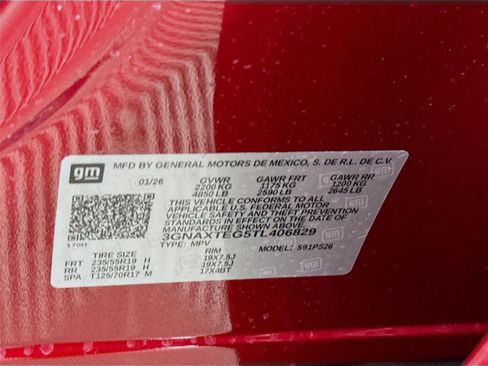 gm MFD BY GENERAL MOTORS DE MEXICO, S. DE R.L. DE C.V.
01/26 GVWR GAWR FRT GAWR RR
2200 KG 1175 KG 1200 KG
4850 LB 2590 LB 2645 LB
THIS VEHICLE CONFORMS TO ALL
APPLICABLE U.S. FEDERAL MOTOR
VEHICLE SAFETY AND THEFT PREVENTION
STANDARDS IN EFFECT ON THE DATE OF
MANUFACTURE SHOWN ABOVE.
3GNAXTEG5TL406829
TYPE: MPV MODEL: 591PS26
TIRE SIZE RIM
FRT 235/55R19 H 19X7.5J
RR 235/55R19 H 19X7.5J
SPA T125/70R17 M 17X4BT